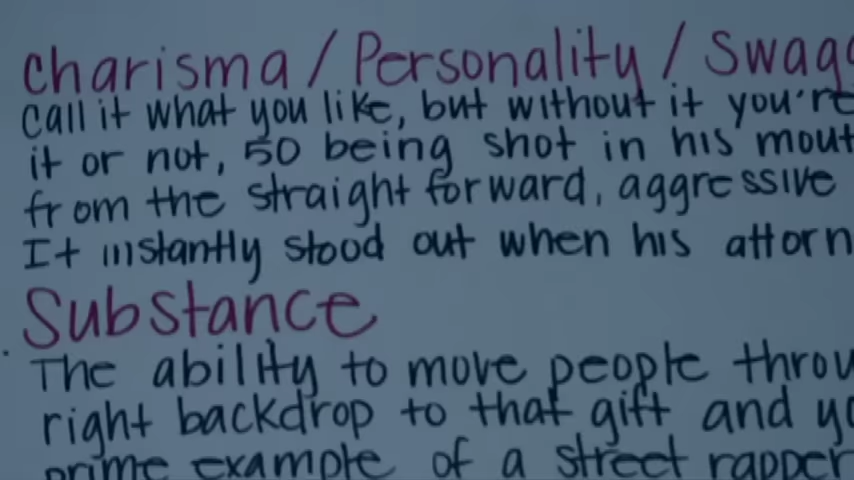 Charisma / Personality / Swag
Call it what you like, but without it you're
it or not, 50 being shot in his mout
from the straight forward, aggressive
It instantly stood out when his attorn
Substance
The ability to move people throu
right backdrop to that gift and yo
prime example of a street rapper